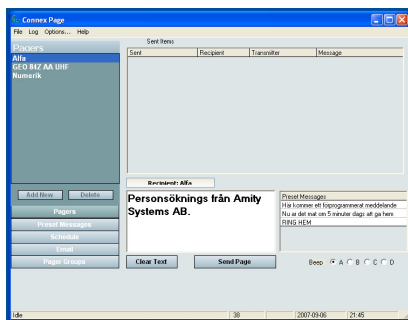 Connex Page
File Log Options... Help
Pagers
Sent Items
Sent Recipient Transmitter Message
Alfa
GEO 84Z AA UHF
Numerik
Recipient: Alfa
Add New Delete
Personsöknings från Amity
Systems AB.
Preset Messages
Här kommer ett förprogrammerat meddelande
Nu är det mat om 5 minuter dags att gå hem
RING HEM
Pagers
Preset Messages
Schedule
Email
Pager Groups
Clear Text Send Page Beep A B C D
Idle 38 2007-09-06 21:45